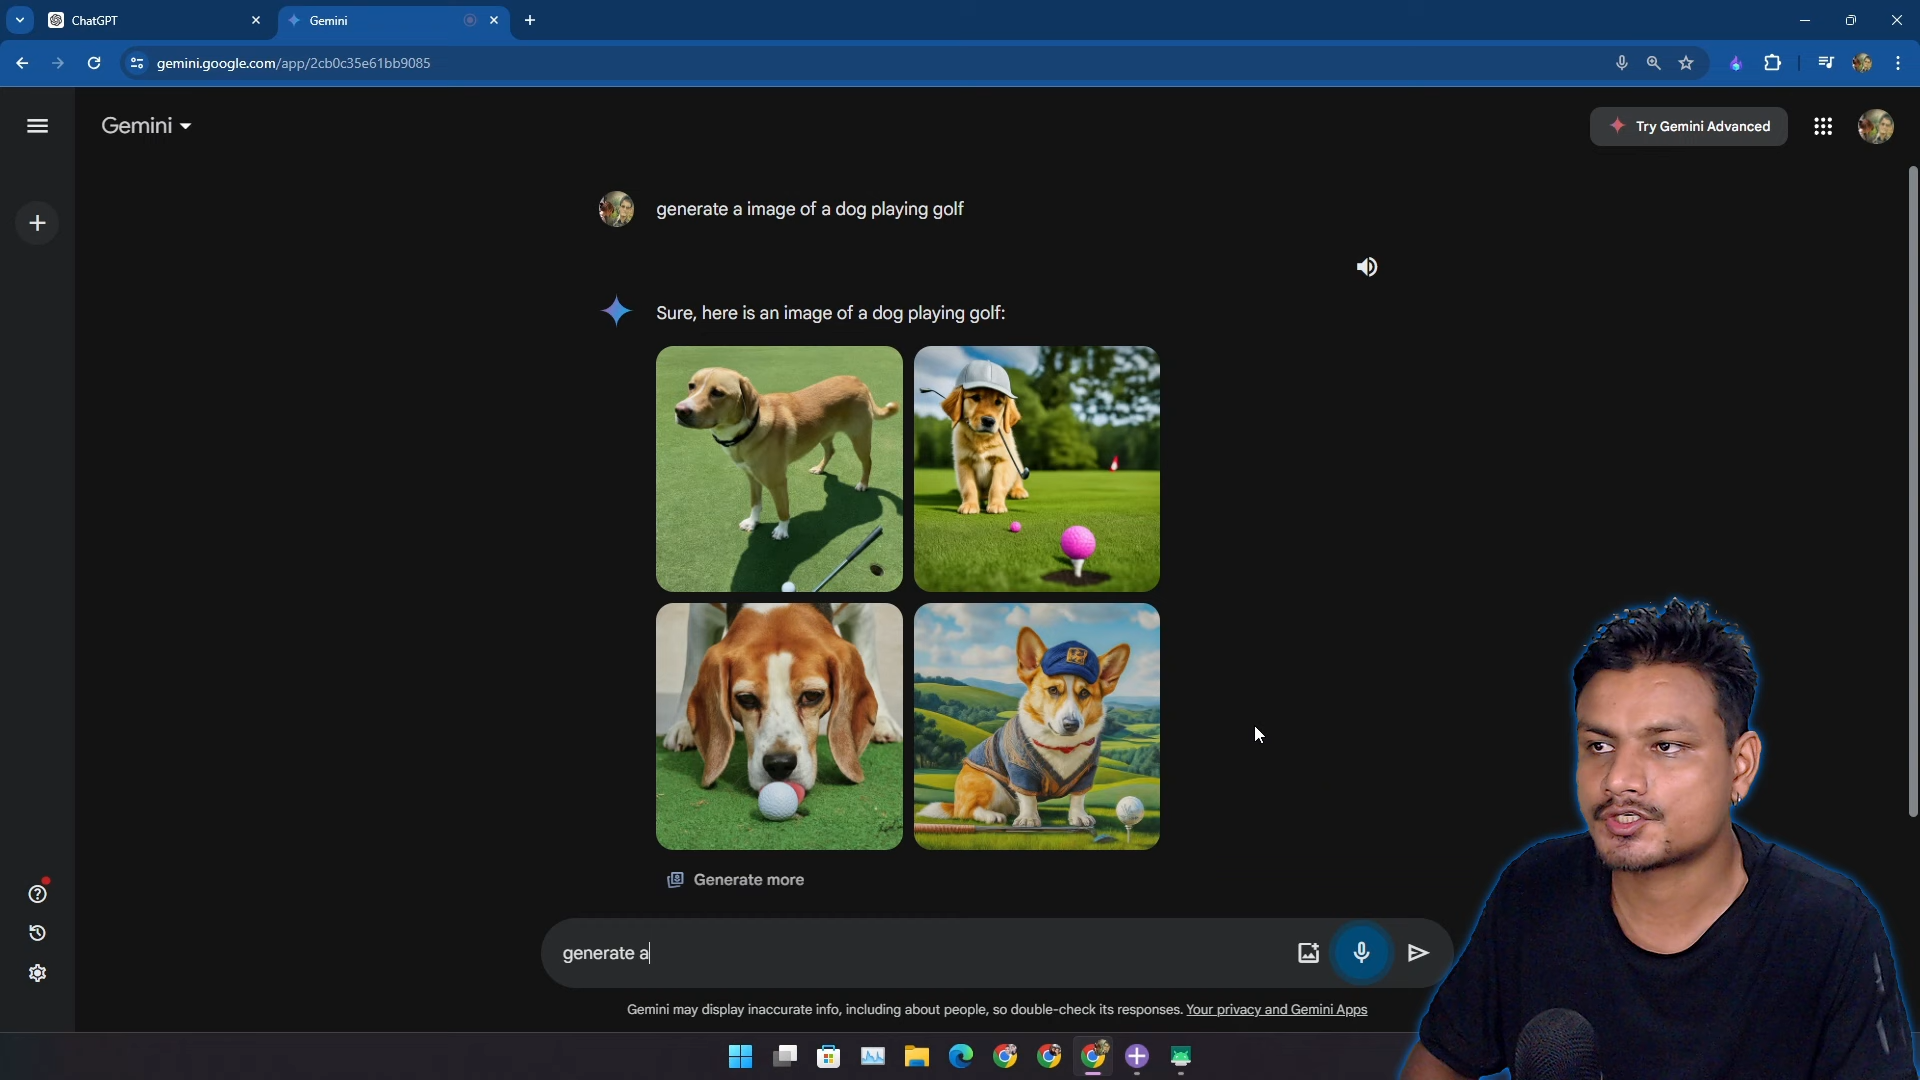 ChatGPT
Gemini
gemini.google.com/app/2cb0c35e61bb9085
Gemini
Try Gemini Advanced
generate a image of a dog playing golf
Sure, here is an image of a dog playing golf:
Generate more
generate a
Gemini may display inaccurate info, including about people, so double-check its responses. Your privacy and Gemini Apps